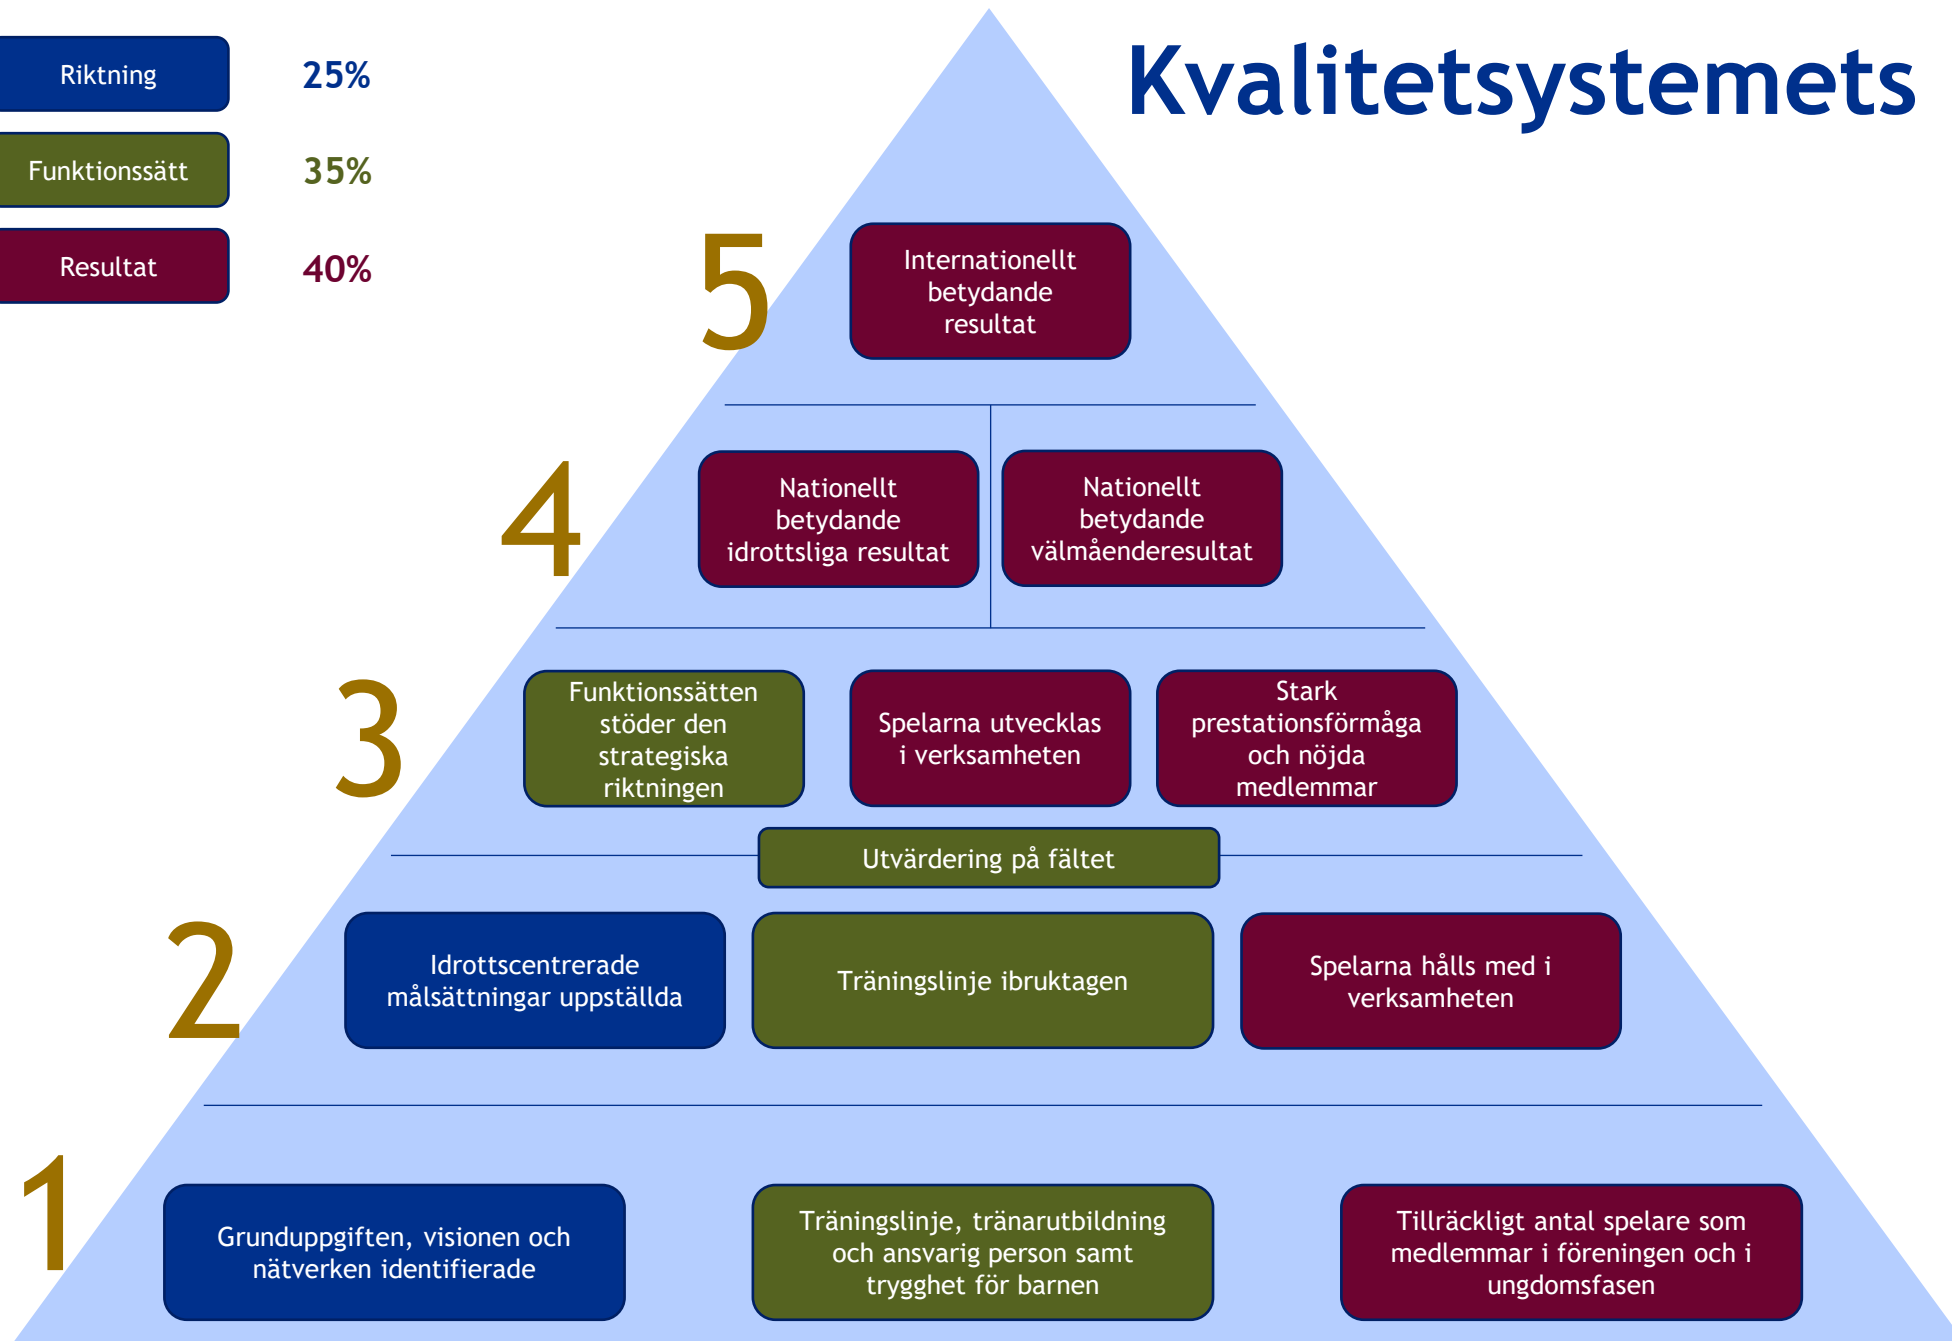 Kvalitetsystemets
Riktning
25%
Funktionssätt
35%
Resultat
40%
5
Internationellt
betydande
resultat
4
Nationellt
betydande
idrottsliga resultat
Nationellt
betydande
välmåenderesultat
3
Funktionssätten
stöder den
strategiska
riktningen
Spelarna utvecklas
i verksamheten
Stark
prestationsförmåga
och nöjda
medlemmar
Utvärdering på fältet
2
Idrottscentrerade
målsättningar uppställda
Träningslinje ibruktagen
Spelarna hålls med i
verksamheten
1
Grunduppgiften, visionen och
nätverken identifierade
Träningslinje, tränarutbildning
och ansvarig person samt
trygghet för barnen
Tillräckligt antal spelare som
medlemmar i föreningen och i
ungdomsfasen